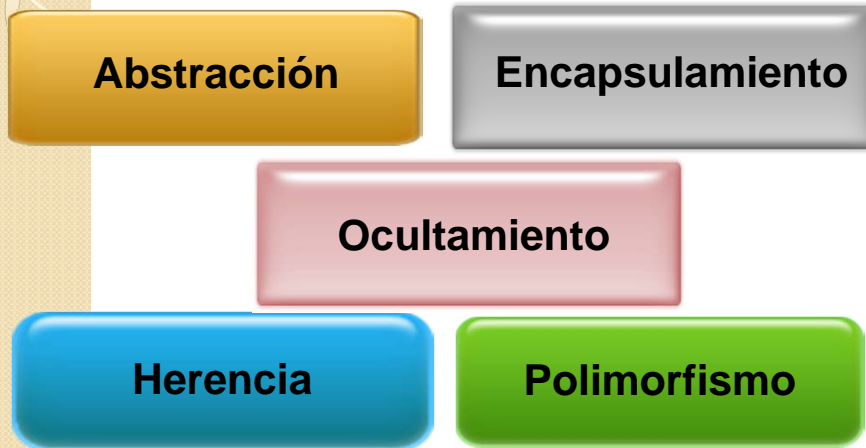 Abstracción
Encapsulamiento
Ocultamiento
Herencia
Polimorfismo